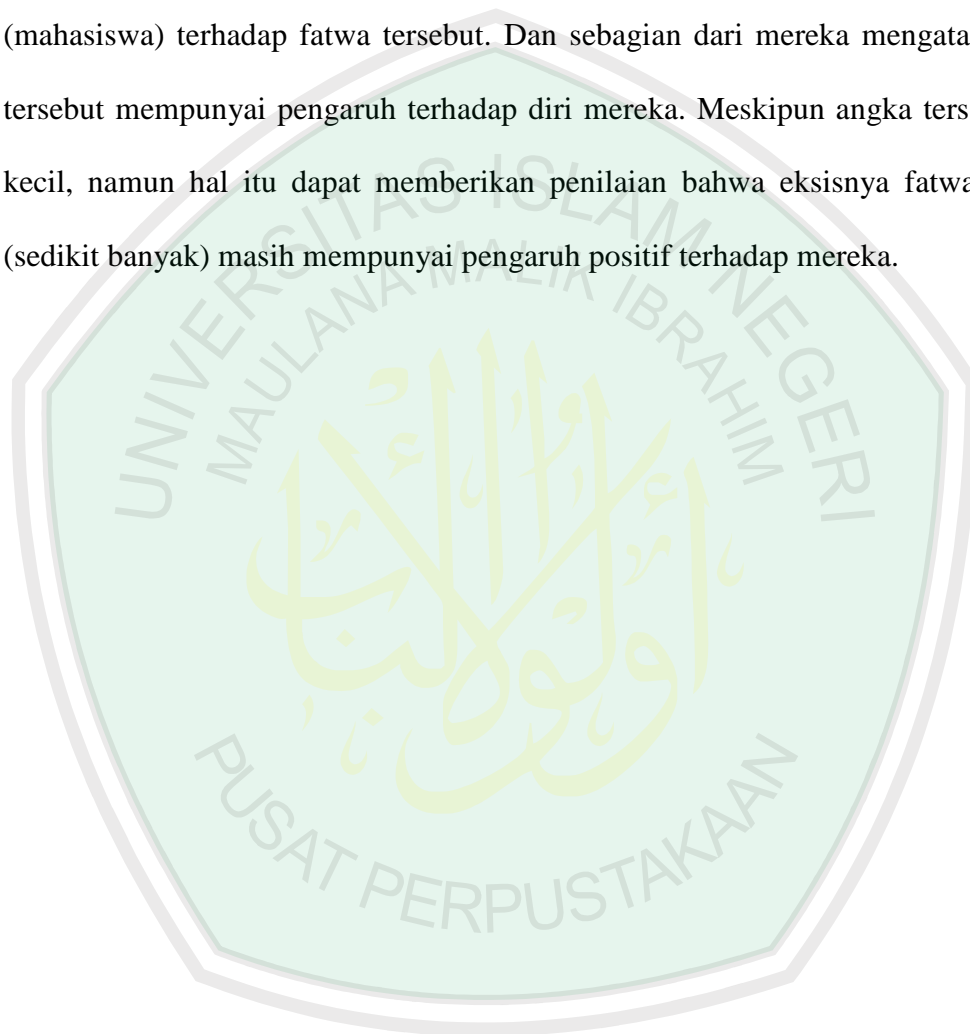 (mahasiswa) terhadap fatwa tersebut. Dan sebagian dari mereka mengata
tersebut mempunyai pengaruh terhadap diri mereka. Meskipun angka ters
kecil, namun hal itu dapat memberikan penilaian bahwa eksisnya fatwa
(sedikit banyak) masih mempunyai pengaruh positif terhadap mereka.
UNIVERSITAS ISLAM NEGERI
MAULANA MALIK IBRAHIM
أولوا الألباب
PUSAT PERPUSTAKAAN